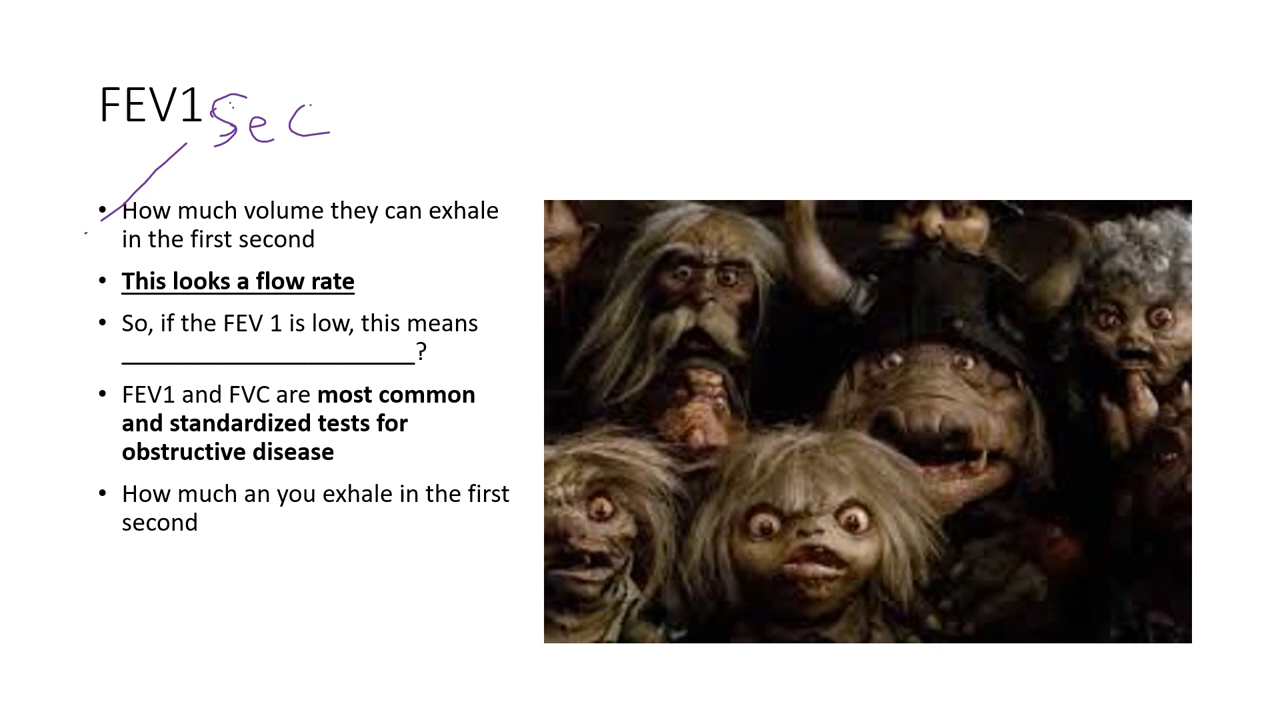 FEV1 Sec
• How much volume they can exhale
in the first second
• This looks a flow rate
• So, if the FEV 1 is low, this means
_______________________?
• FEV1 and FVC are most common
and standardized tests for
obstructive disease
• How much an you exhale in the first
second